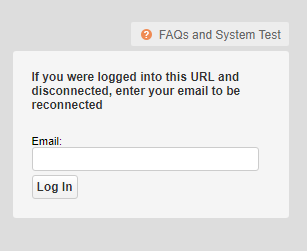 FAQs and System Test
If you were logged into this URL and
disconnected, enter your email to be
reconnected
Email:
Log In